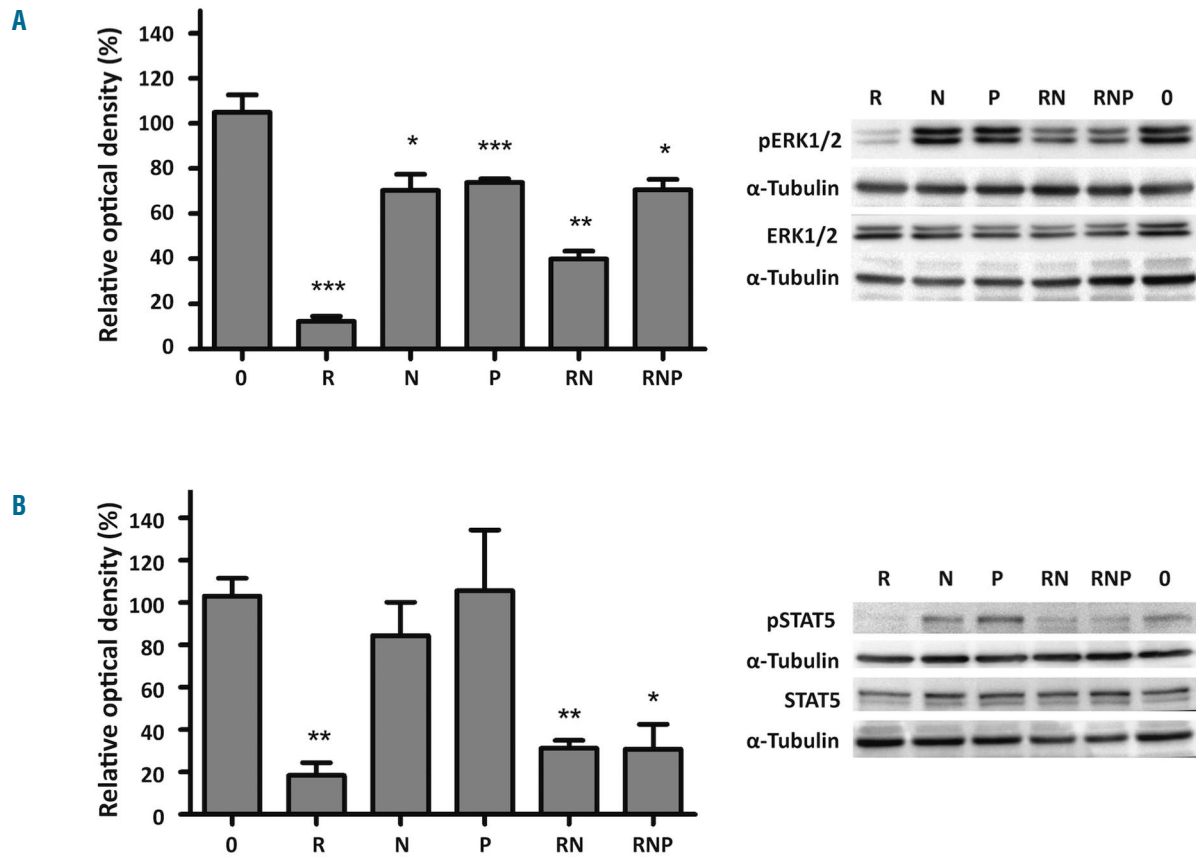 A
Relative optical density (%)
140
120
100
80
60
40
20
0
***
*
***
**
*
0 R N P RN RNP
R N P RN RNP 0
pERK1/2
α-Tubulin
ERK1/2
α-Tubulin
B
Relative optical density (%)
140
120
100
80
60
40
20
0
**
**
*
0 R N P RN RNP
R N P RN RNP 0
pSTAT5
α-Tubulin
STAT5
α-Tubulin